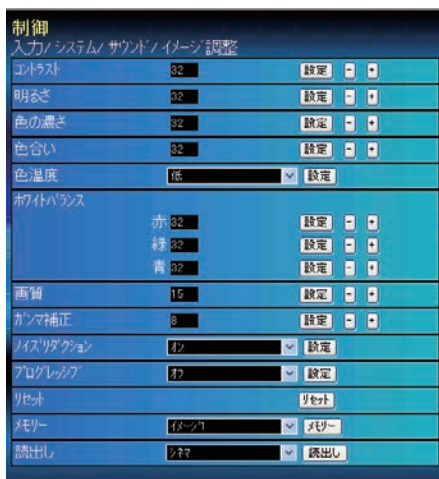 制御
入力/ システム/ サウンド/ イメージ調整
コントラスト 32 設定 - +
明るさ 32 設定 - +
色の濃さ 32 設定 - +
色合い 32 設定 - +
色温度 低 設定
ホワイトバランス
赤 32 設定 - +
緑 32 設定 - +
青 32 設定 - +
画質 15 設定 - +
ガンマ補正 8 設定 - +
ノイズリダクション オン 設定
プログレッシブ オフ 設定
リセット リセット
メモリー イメージ1 メモリー
読出し シネマ 読出し